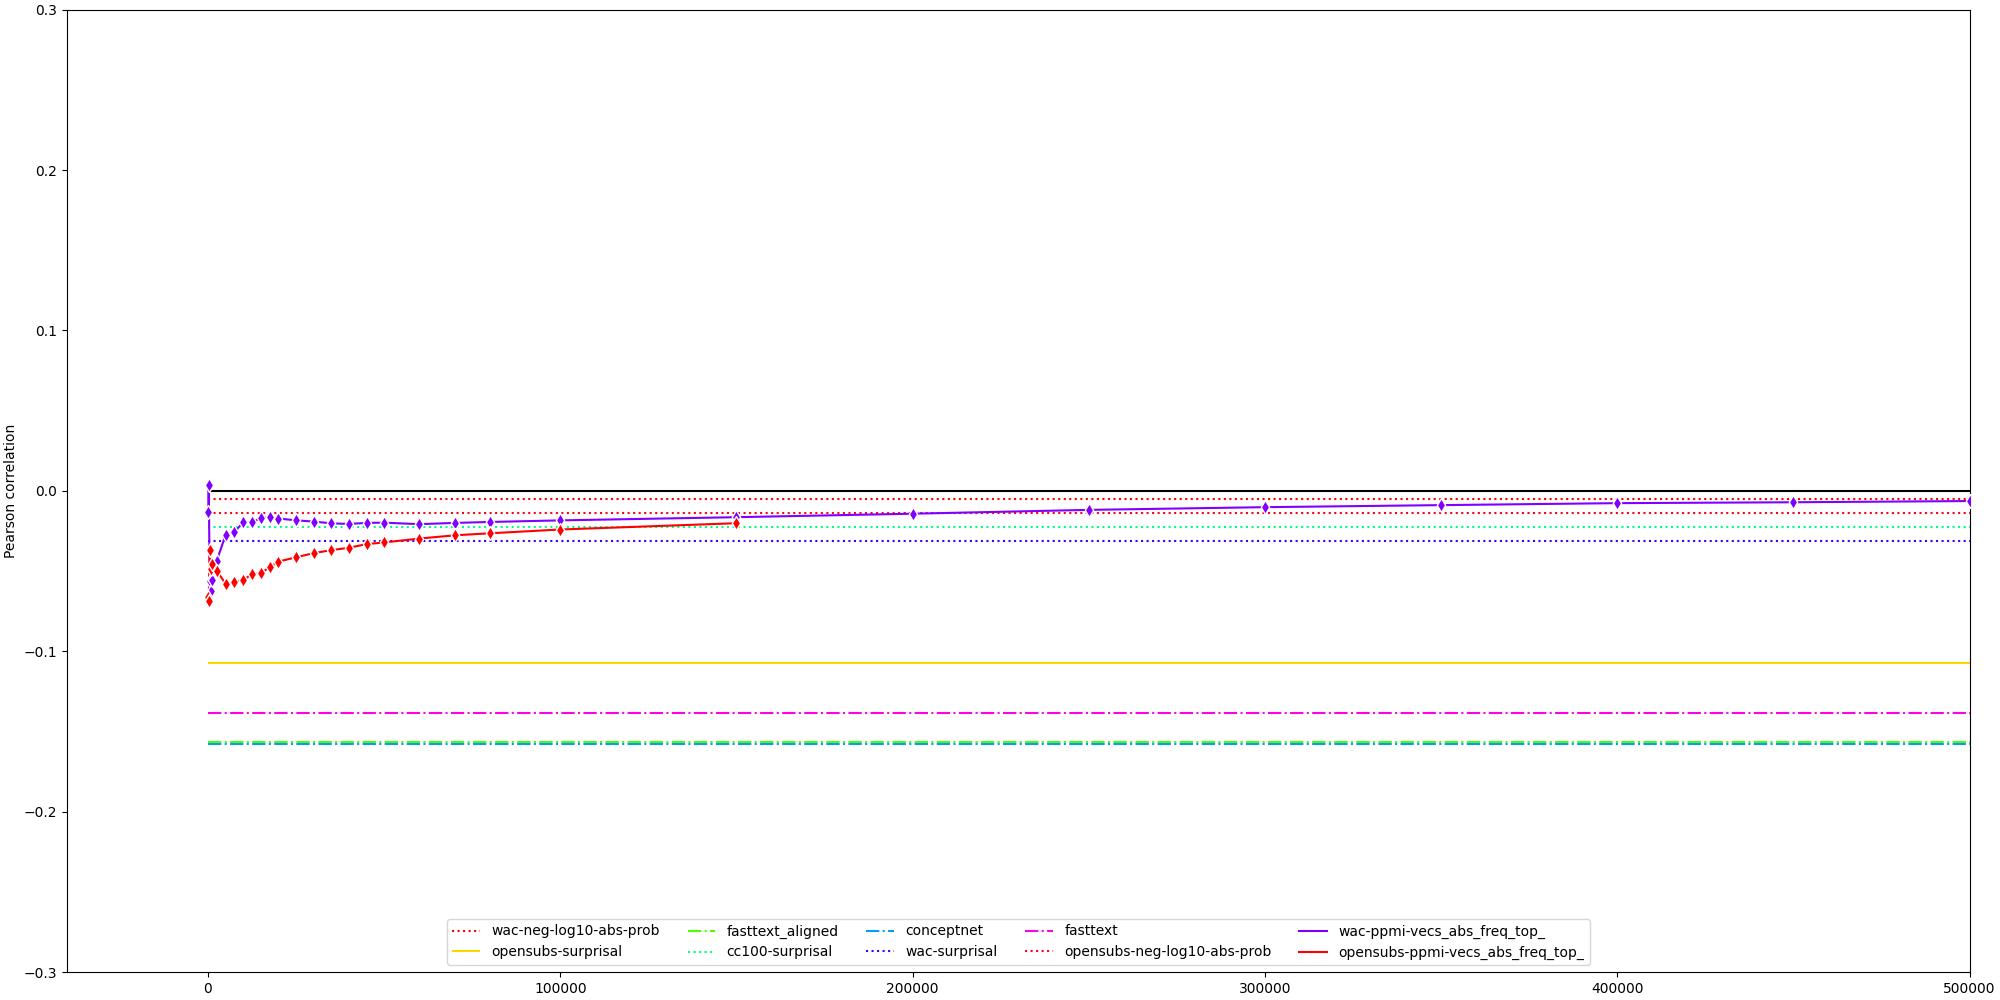 0.3
0.2
0.1
0.0
−0.1
−0.2
−0.3
Pearson correlation
wac-neg-log10-abs-prob fasttext_aligned conceptnet fasttext wac-ppmi-vecs_abs_freq_top_
opensubs-surprisal cc100-surprisal wac-surprisal opensubs-neg-log10-abs-prob opensubs-ppmi-vecs_abs_freq_top_
0 100000 200000 300000 400000 500000